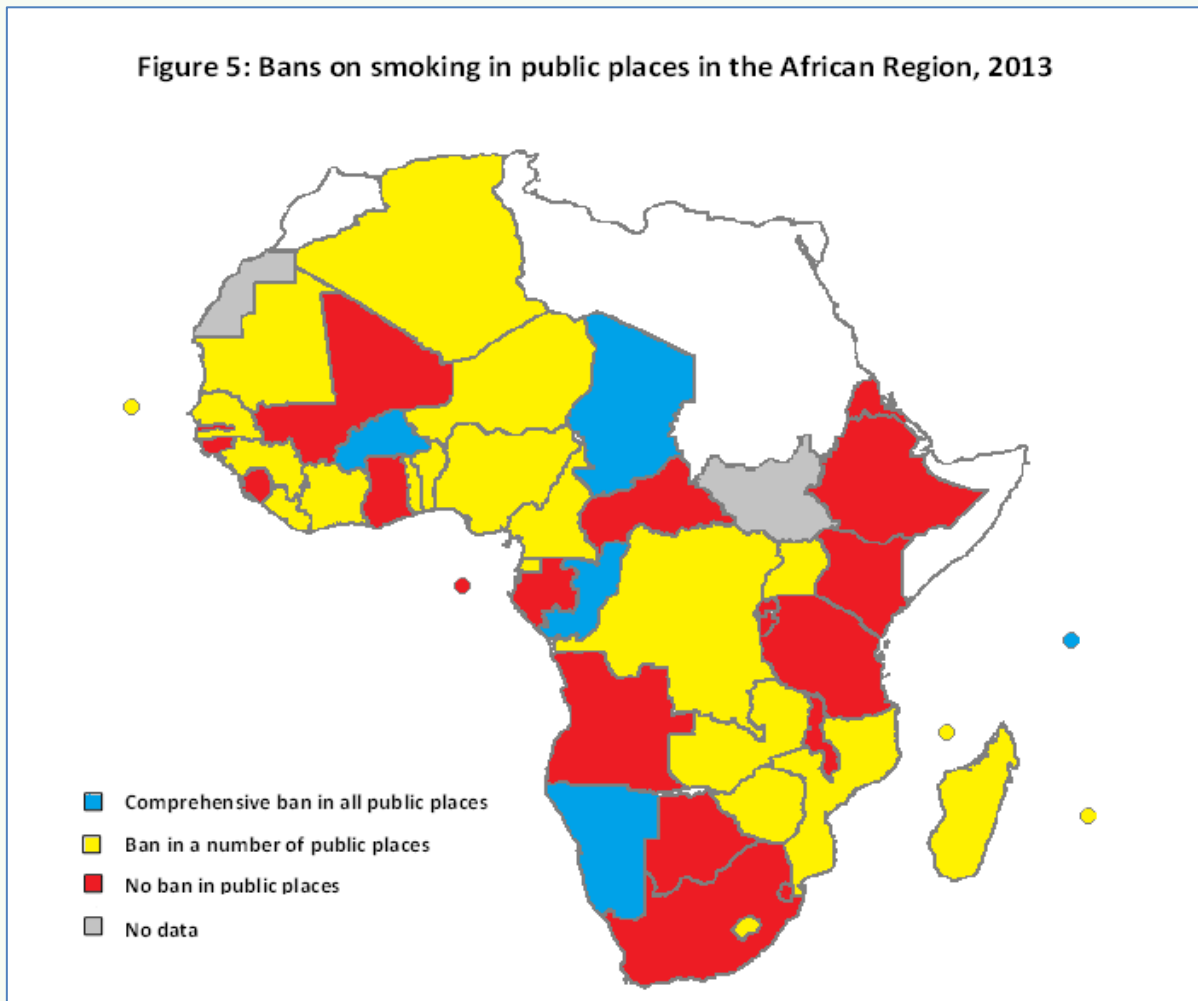 Figure 5: Bans on smoking in public places in the African Region, 2013
Comprehensive ban in all public places
Ban in a number of public places
No ban in public places
No data